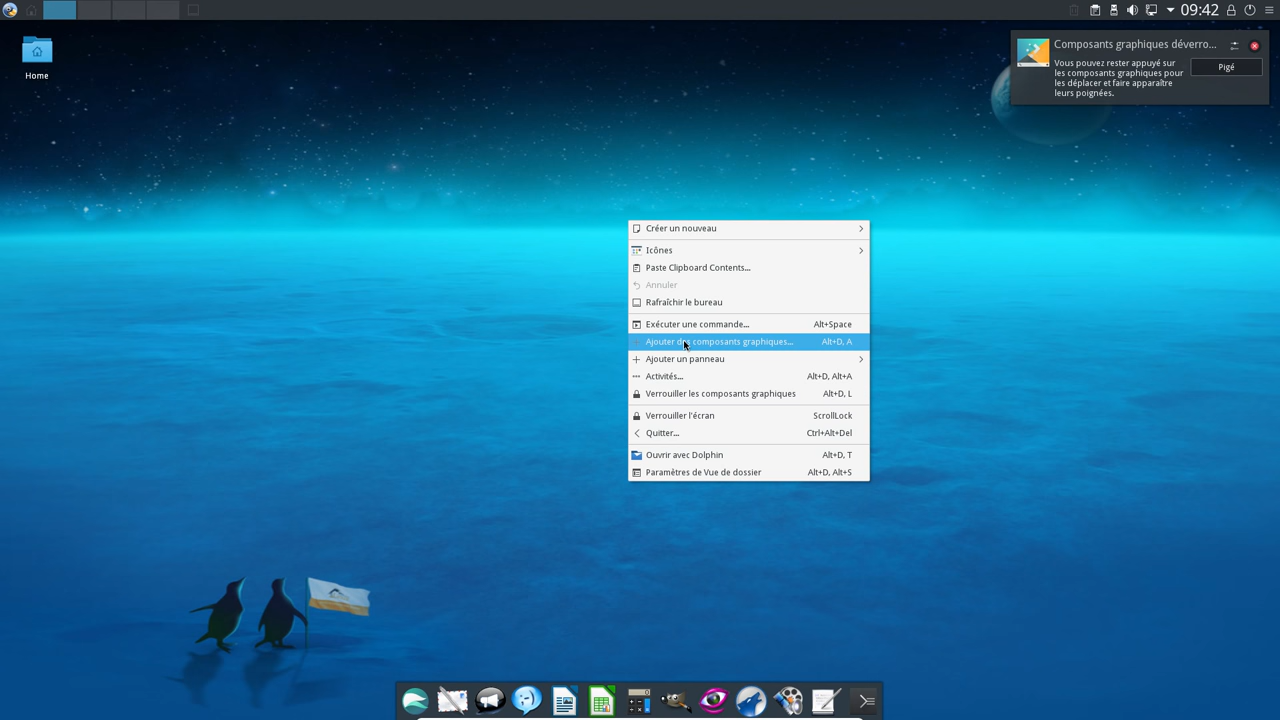 09:42
Home
Composants graphiques déverro...
Vous pouvez rester appuyé sur
les composants graphiques pour
les déplacer et faire apparaître
leurs poignées.
Pigé
Créer un nouveau
Icônes
Paste Clipboard Contents...
Annuler
Rafraîchir le bureau
Exécuter une commande... Alt+Space
Ajouter des composants graphiques... Alt+D, A
Ajouter un panneau
Activités... Alt+D, Alt+A
Verrouiller les composants graphiques Alt+D, L
Verrouiller l'écran ScrollLock
Quitter... Ctrl+Alt+Del
Ouvrir avec Dolphin Alt+D, T
Paramètres de Vue de dossier Alt+D, Alt+S